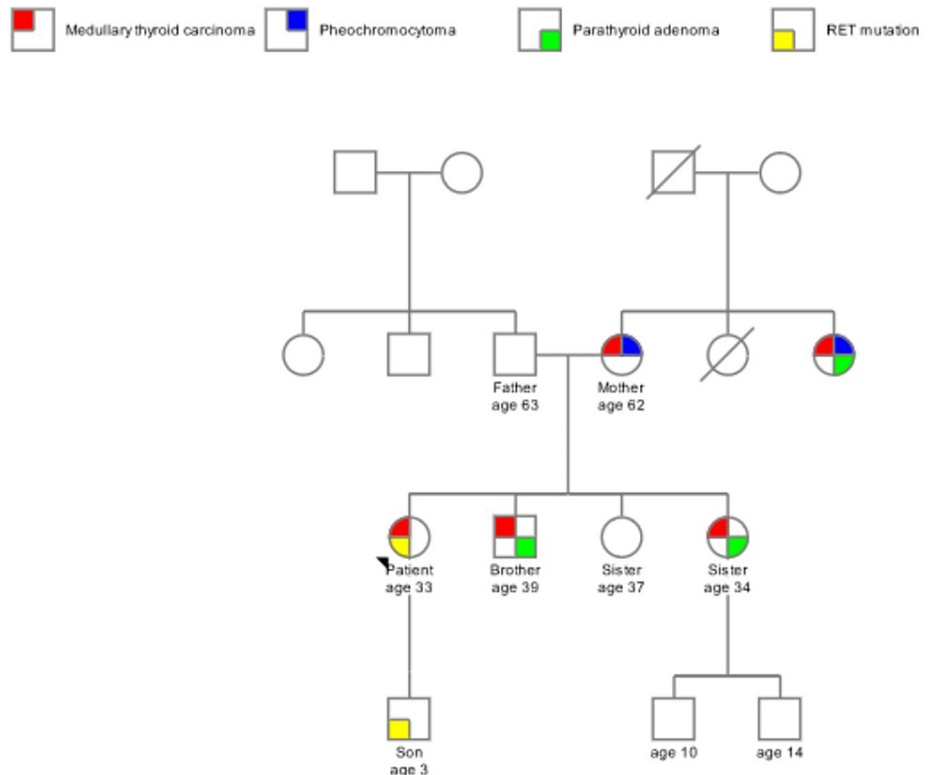 Medullary thyroid carcinoma
Pheochromocytoma
Parathyroid adenoma
RET mutation
Father
age 63
Mother
age 62
Patient
age 33
Brother
age 39
Sister
age 37
Sister
age 34
Son
age 3
age 10
age 14